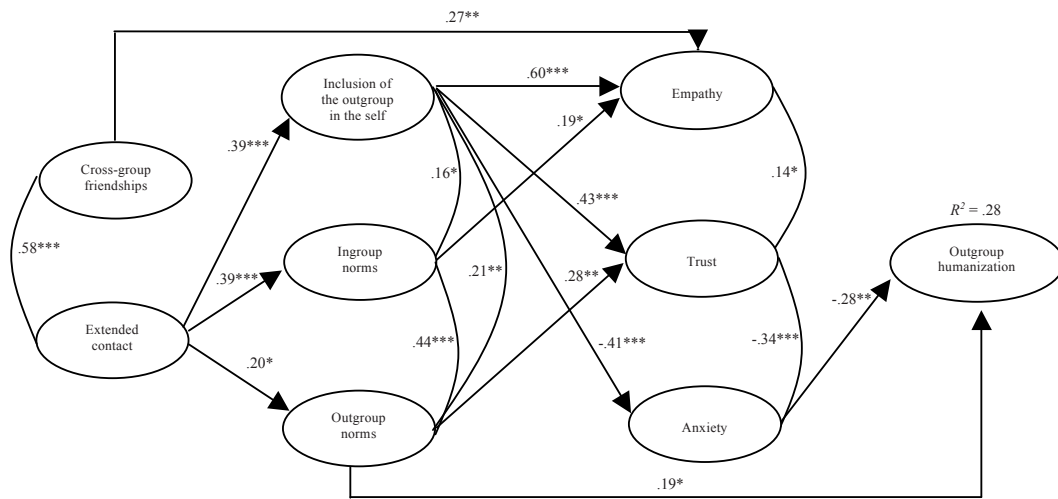 .27**
Inclusion of
the outgroup
in the self
.60***
Empathy
.19*
.39***
Cross-group
friendships
.16*
.14*
.43***
R² = .28
.58***
Ingroup
norms
.39***
.21**
.28**
Trust
Outgroup
humanization
Extended
contact
.20*
.44***
-.41***
-.34***
-.28**
Outgroup
norms
Anxiety
.19*